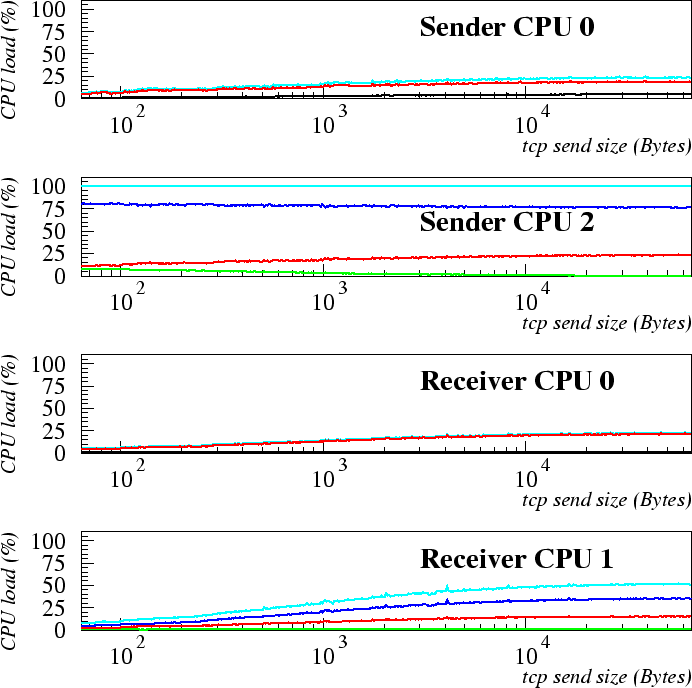 CPU load (%)
100
75
50
25
0
Sender CPU 0
10^2
10^3
10^4
tcp send size (Bytes)
CPU load (%)
100
75
50
25
0
Sender CPU 2
10^2
10^3
10^4
tcp send size (Bytes)
CPU load (%)
100
75
50
25
0
Receiver CPU 0
10^2
10^3
10^4
tcp send size (Bytes)
CPU load (%)
100
75
50
25
0
Receiver CPU 1
10^2
10^3
10^4
tcp send size (Bytes)